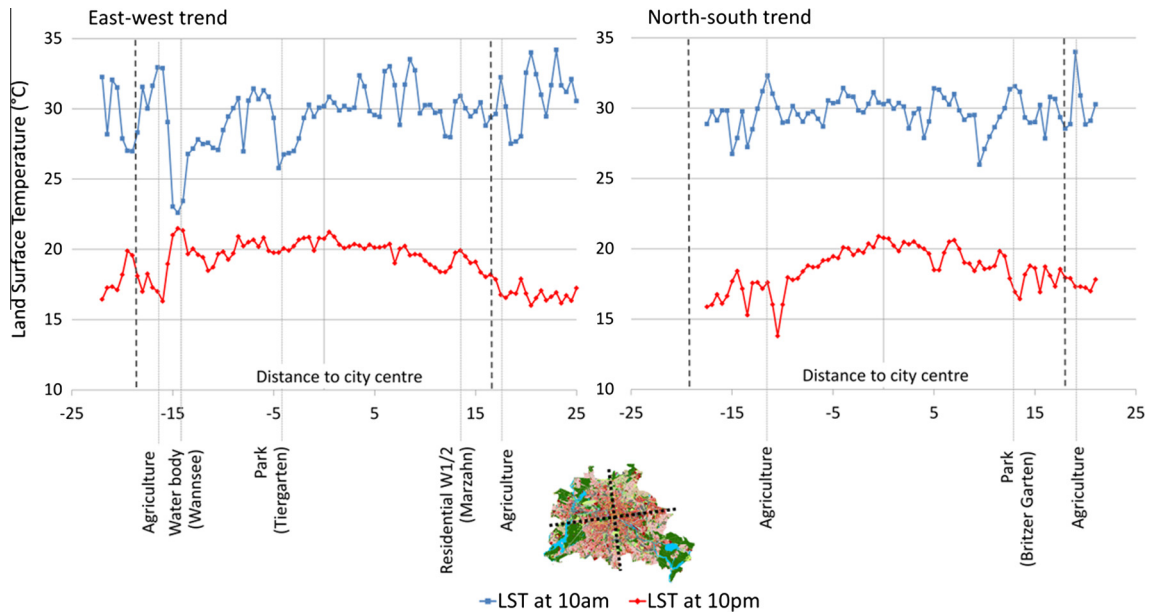 East-west trend
North-south trend
Land Surface Temperature (°C)
35
30
25
20
15
10
Distance to city centre
-25
-15
-5
5
15
25
Agriculture
Water body
(Wannsee)
Park
(Tiergarten)
Residential W1/2
(Marzahn)
Agriculture
35
30
25
20
15
10
Distance to city centre
-25
-15
-5
5
15
25
Agriculture
Park
(Britzer Garten)
Agriculture
LST at 10am
LST at 10pm